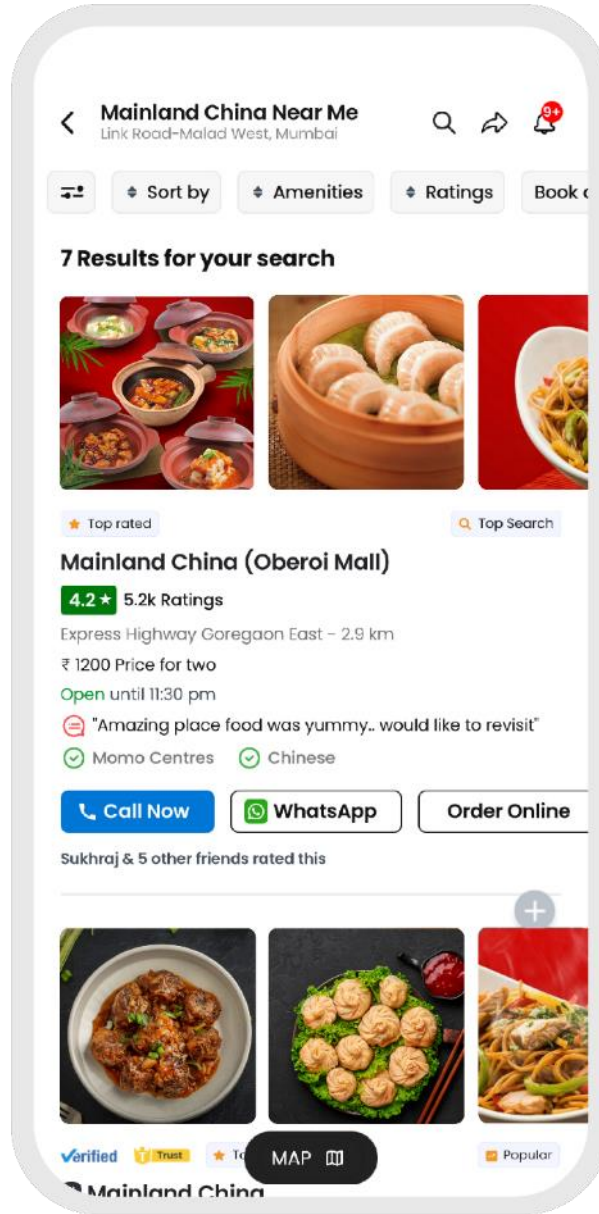 Mainland China Near Me
Link Road-Malad West, Mumbai
9+
Sort by
Amenities
Ratings
Book
7 Results for your search
Top rated
Top Search
Mainland China (Oberoi Mall)
4.2 ★ 5.2k Ratings
Express Highway Goregaon East - 2.9 km
₹ 1200 Price for two
Open until 11:30 pm
"Amazing place food was yummy.. would like to revisit"
Momo Centres
Chinese
Call Now
WhatsApp
Order Online
Sukhraj & 5 other friends rated this
Verified
Trust
Popular
MAP
Mainland China